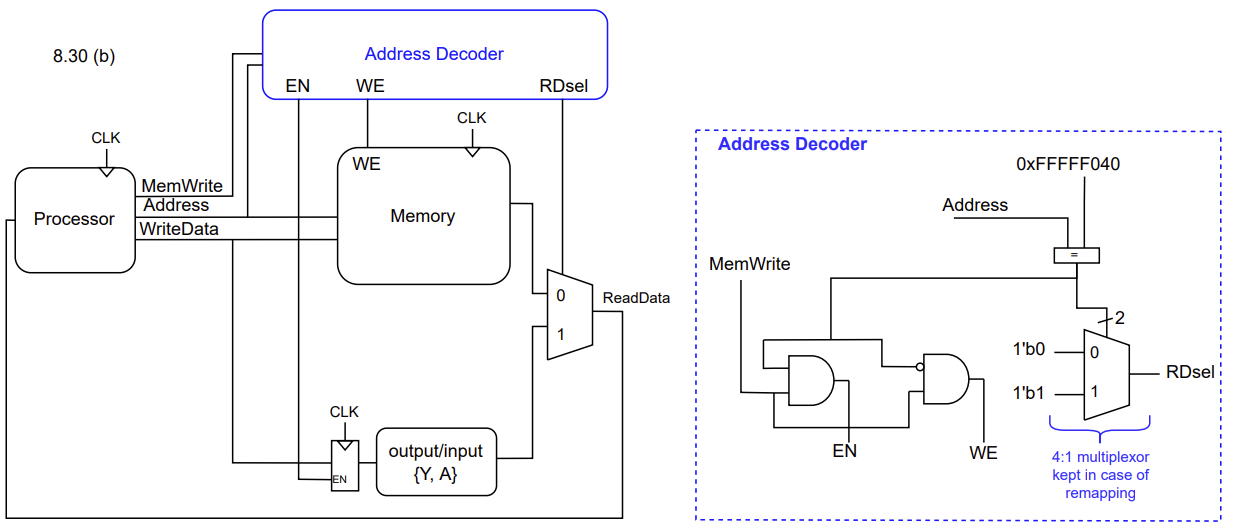 8.30 (b)
Address Decoder
EN
WE
RDsel
CLK
CLK
WE
Memory
Processor
MemWrite
Address
WriteData
0
1
ReadData
CLK
EN
output/input
{Y, A}
Address Decoder
0xFFFFF040
Address
=
MemWrite
2
1'b0
0
1'b1
1
RDsel
EN
WE
4:1 multiplexor
kept in case of
remapping